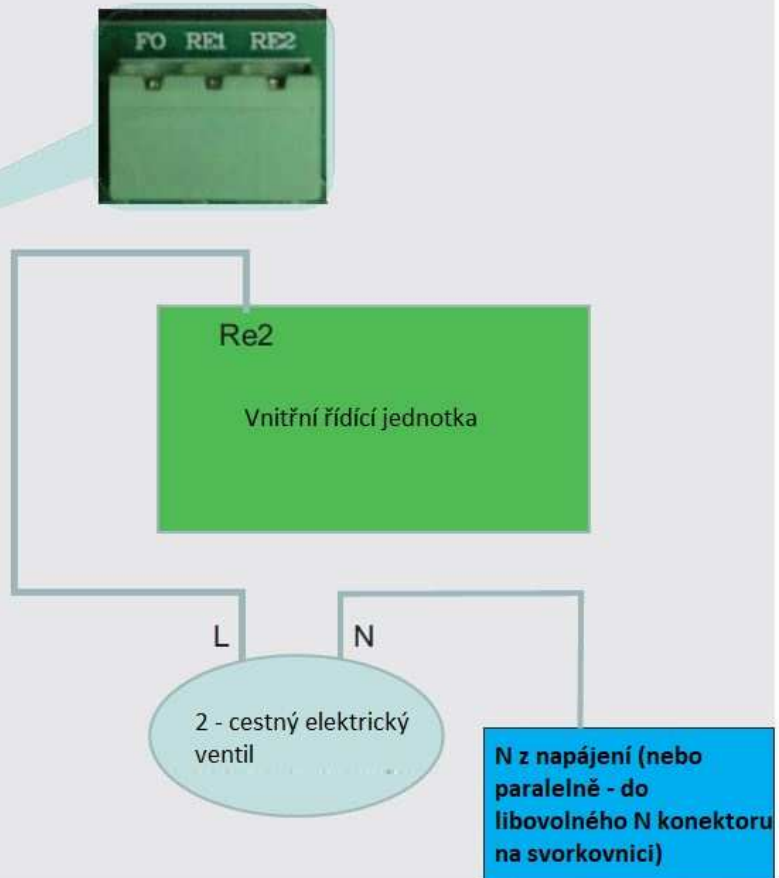 FO RE1 RE2
Re2
Vnitřní řídící jednotka
L N
2 - cestný elektrický
ventil
N z napájení (nebo
paralelně - do
libovolného N konektoru
na svorkovnici)